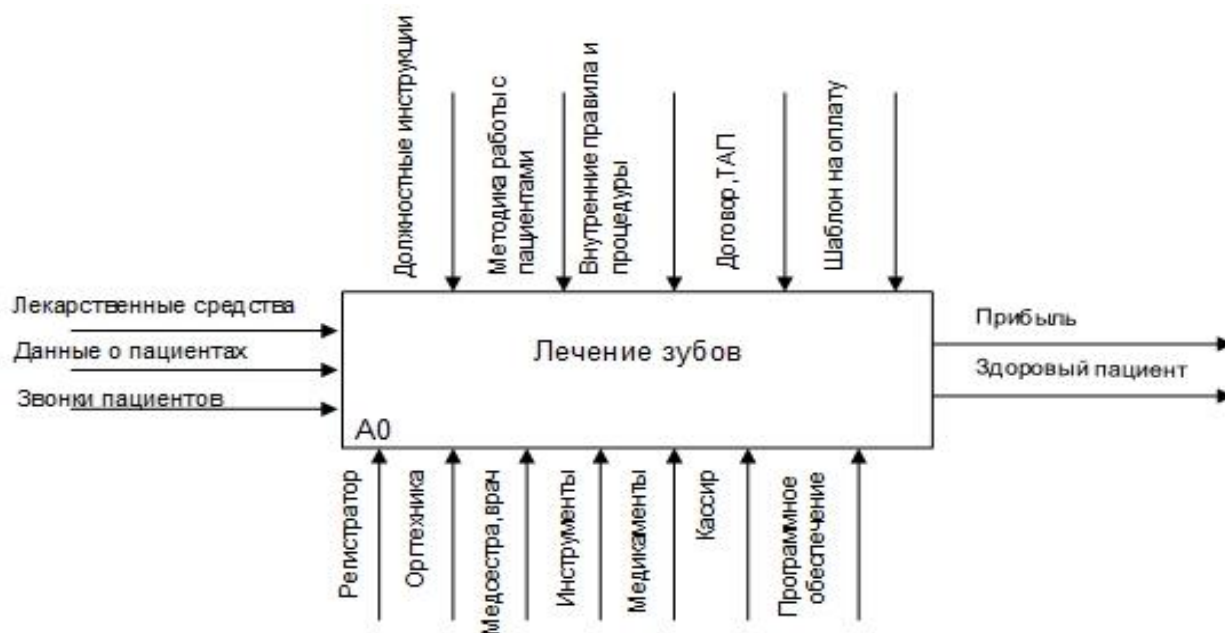 Должностные инструкции
Методика работы с
пациентами
Внутренние правила и
процедуры
Договор,ТАП
Шаблон на оплату
Лекарственные средства
Данные о пациентах
Звонки пациентов
Лечение зубов
А0
Прибыль
Здоровый пациент
Регистратор
Оргтехника
Медсестра,врач
Инструменты
Медикаменты
Кассир
Программное
обеспечение